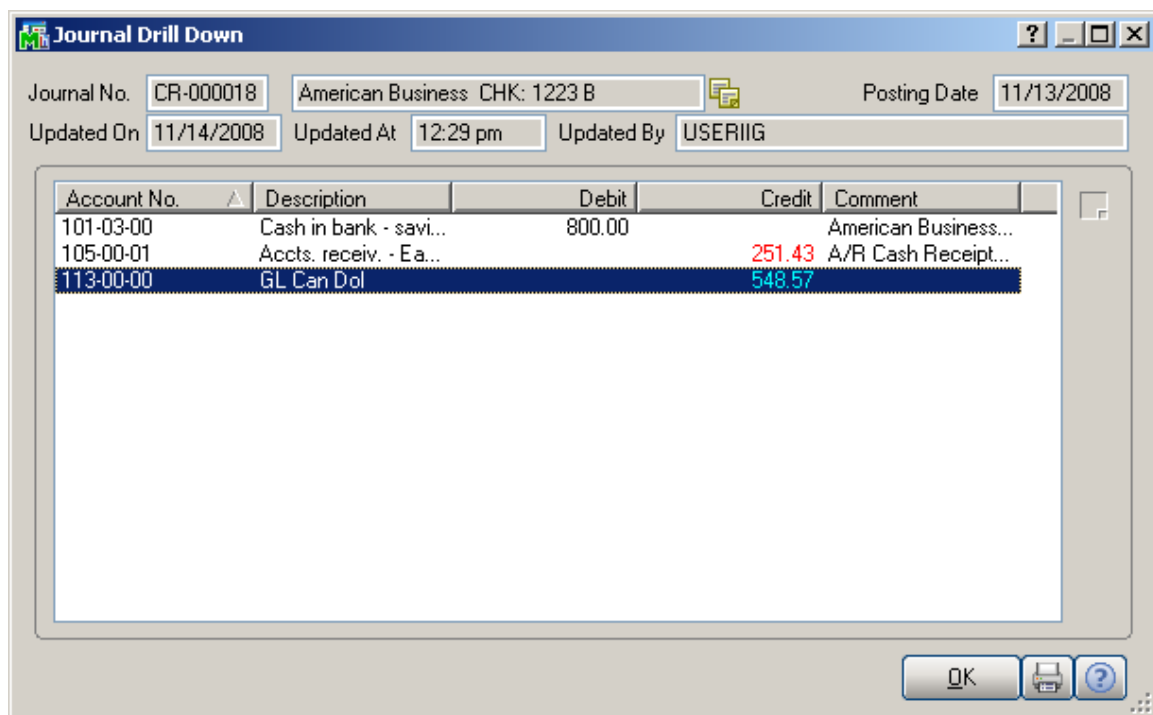 Journal Drill Down
Journal No. CR-000018 American Business CHK: 1223 B Posting Date 11/13/2008
Updated On 11/14/2008 Updated At 12:29 pm Updated By USERIIG
Account No. Description Debit Credit Comment
101-03-00 Cash in bank - savi... 800.00 American Business...
105-00-01 Accts. receiv. - Ea... 251.43 A/R Cash Receipt...
113-00-00 GL Can Dol 548.57
OK